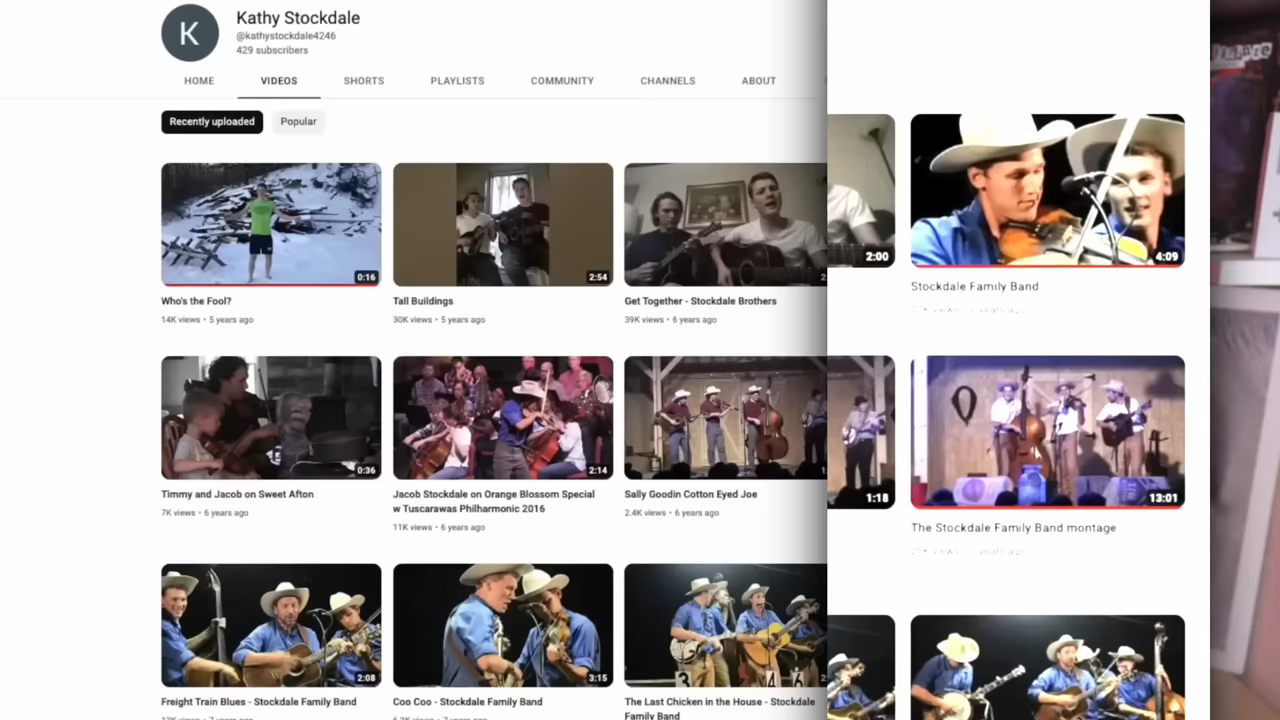 Kathy Stockdale
@kathystockdale4246
429 subscribers
HOME
VIDEOS
SHORTS
PLAYLISTS
COMMUNITY
CHANNELS
ABOUT
Recently uploaded
Popular
0:16
2:54
2:
2:00
4:09
Who's the Fool?
Tall Buildings
Get Together - Stockdale Brothers
Stockdale Family Band
14K views • 5 years ago
30K views • 5 years ago
39K views • 6 years ago
0:36
2:14
1:
1:18
13:01
Timmy and Jacob on Sweet Afton
Jacob Stockdale on Orange Blossom Special
w Tuscarawas Philharmonic 2016
Sally Goodin Cotton Eyed Joe
The Stockdale Family Band montage
7K views • 6 years ago
11K views • 6 years ago
2.4K views • 6 years ago
3
4
6
2:08
3:15
2:
Freight Train Blues - Stockdale Family Band
Coo Coo - Stockdale Family Band
The Last Chicken in the House - Stockdale
Family Band